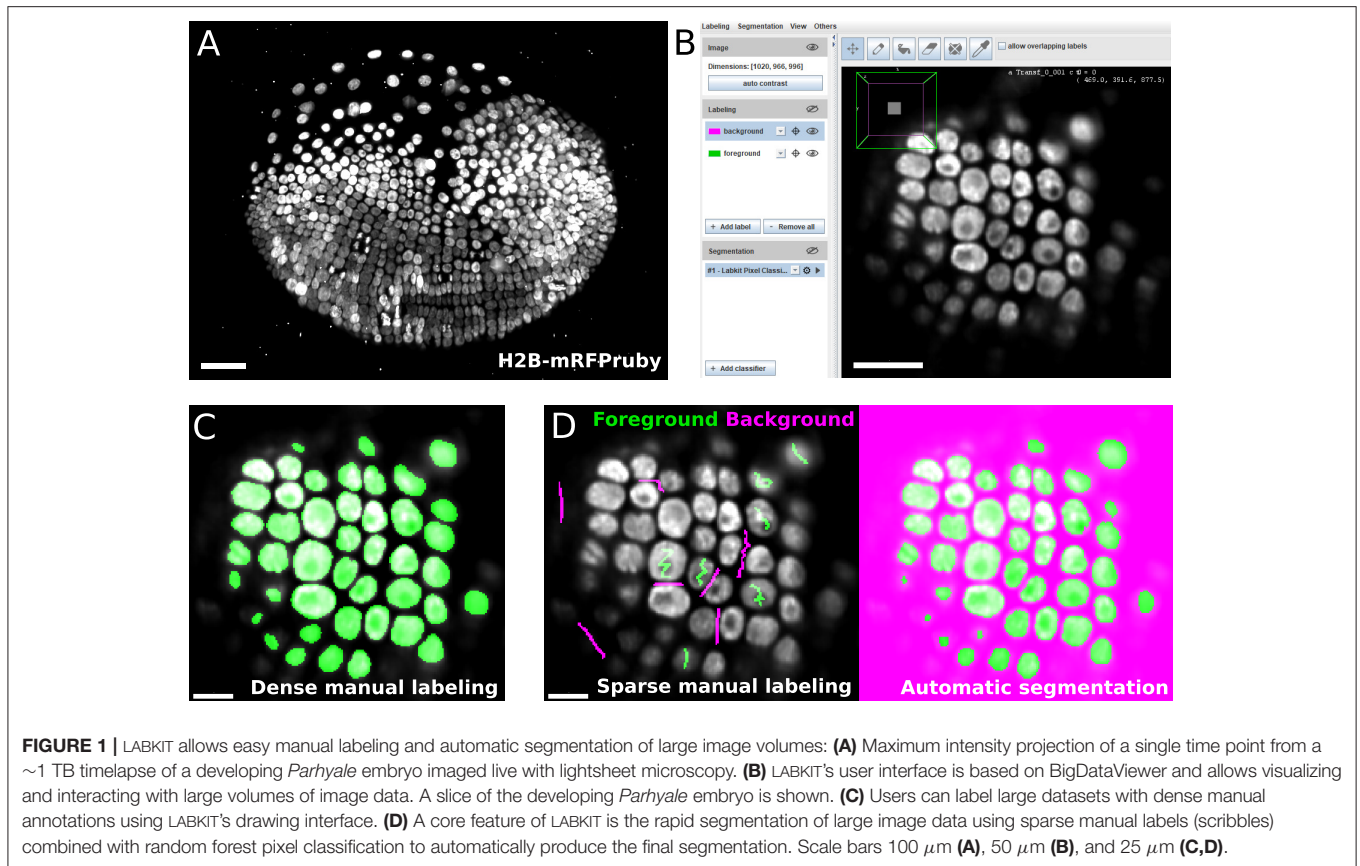 A
H2B-mRFPruby
B
Labeling Segmentation View Others
Image
Dimensions: [1020, 966, 996]
auto contrast
Labeling
background
foreground
+ Add label - Remove all
Segmentation
#1 - Labkit Pixel Classi...
+ Add classifier
allow overlapping labels
( 469.0, 391.6, 877.5)
C
Dense manual labeling
D
Foreground Background
Sparse manual labeling
Automatic segmentation
FIGURE 1 | LABKIT allows easy manual labeling and automatic segmentation of large image volumes: (A) Maximum intensity projection of a single time point from a
~1 TB timelapse of a developing Parhyale embryo imaged live with lightsheet microscopy. (B) LABKIT's user interface is based on BigDataViewer and allows visualizing
and interacting with large volumes of image data. A slice of the developing Parhyale embryo is shown. (C) Users can label large datasets with dense manual
annotations using LABKIT's drawing interface. (D) A core feature of LABKIT is the rapid segmentation of large image data using sparse manual labels (scribbles)
combined with random forest pixel classification to automatically produce the final segmentation. Scale bars 100 μm (A), 50 μm (B), and 25 μm (C,D).